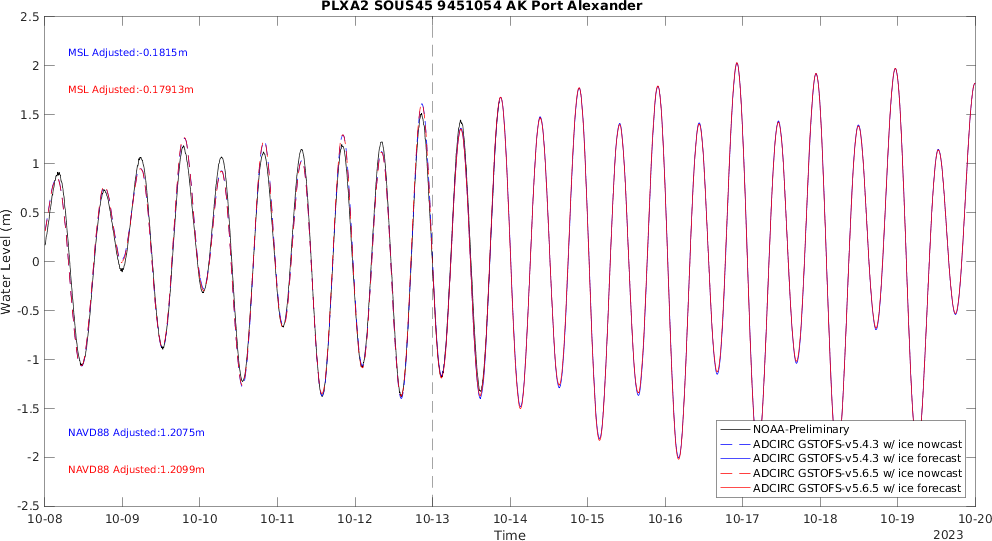 PLXA2 SOUS45 9451054 AK Port Alexander
2.5
2
1.5
1
0.5
0
-0.5
-1
-1.5
-2
-2.5
Water Level (m)
MSL Adjusted:-0.1815m
MSL Adjusted:-0.17913m
NAVD88 Adjusted:1.2075m
NAVD88 Adjusted:1.2099m
NOAA-Preliminary
ADCIRC GSTOFS-v5.4.3 w/ ice nowcast
ADCIRC GSTOFS-v5.4.3 w/ ice forecast
ADCIRC GSTOFS-v5.6.5 w/ ice nowcast
ADCIRC GSTOFS-v5.6.5 w/ ice forecast
10-08 10-09 10-10 10-11 10-12 10-13 10-14 10-15 10-16 10-17 10-18 10-19 10-20
Time
2023